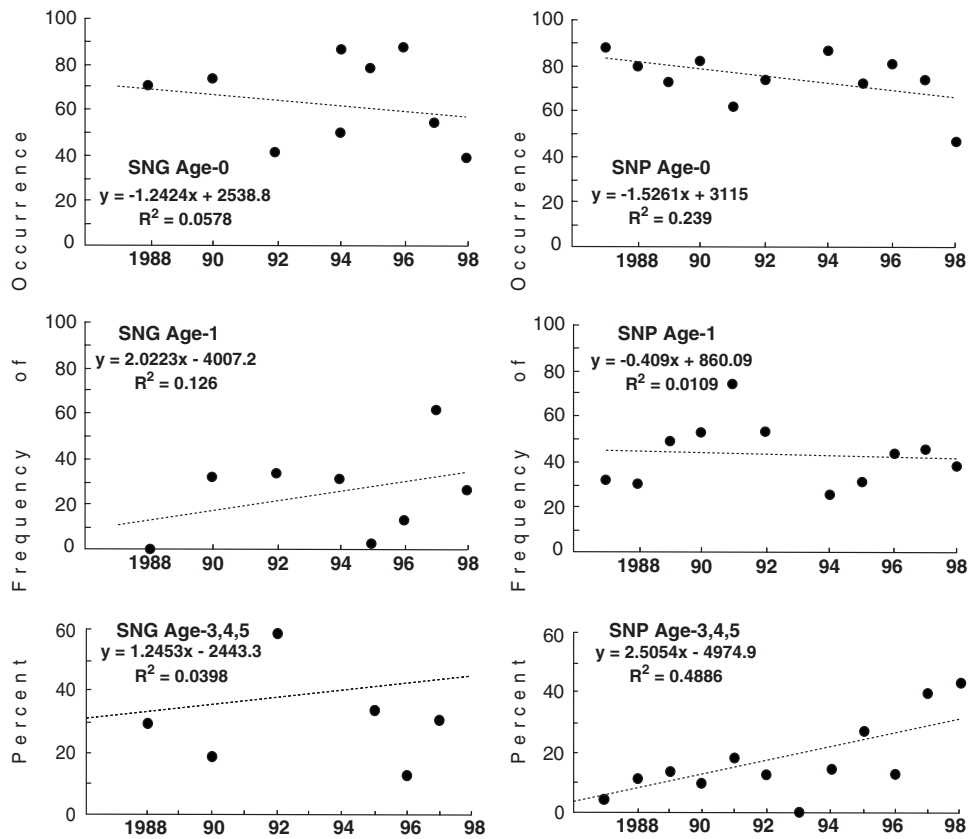 Percent Frequency of Occurrence
100
80
60
40
20
0
SNG Age-0
y = -1.2424x + 2538.8
R² = 0.0578
1988 90 92 94 96 98
Percent Frequency of Occurrence
100
80
60
40
20
0
SNP Age-0
y = -1.5261x + 3115
R² = 0.239
1988 90 92 94 96 98
100
80
60
40
20
0
SNG Age-1
y = 2.0223x - 4007.2
R² = 0.126
1988 90 92 94 96 98
100
80
60
40
20
0
SNP Age-1
y = -0.409x + 860.09
R² = 0.0109
1988 90 92 94 96 98
60
40
20
0
SNG Age-3,4,5
y = 1.2453x - 2443.3
R² = 0.0398
1988 90 92 94 96 98
60
40
20
0
SNP Age-3,4,5
y = 2.5054x - 4974.9
R² = 0.4886
1988 90 92 94 96 98